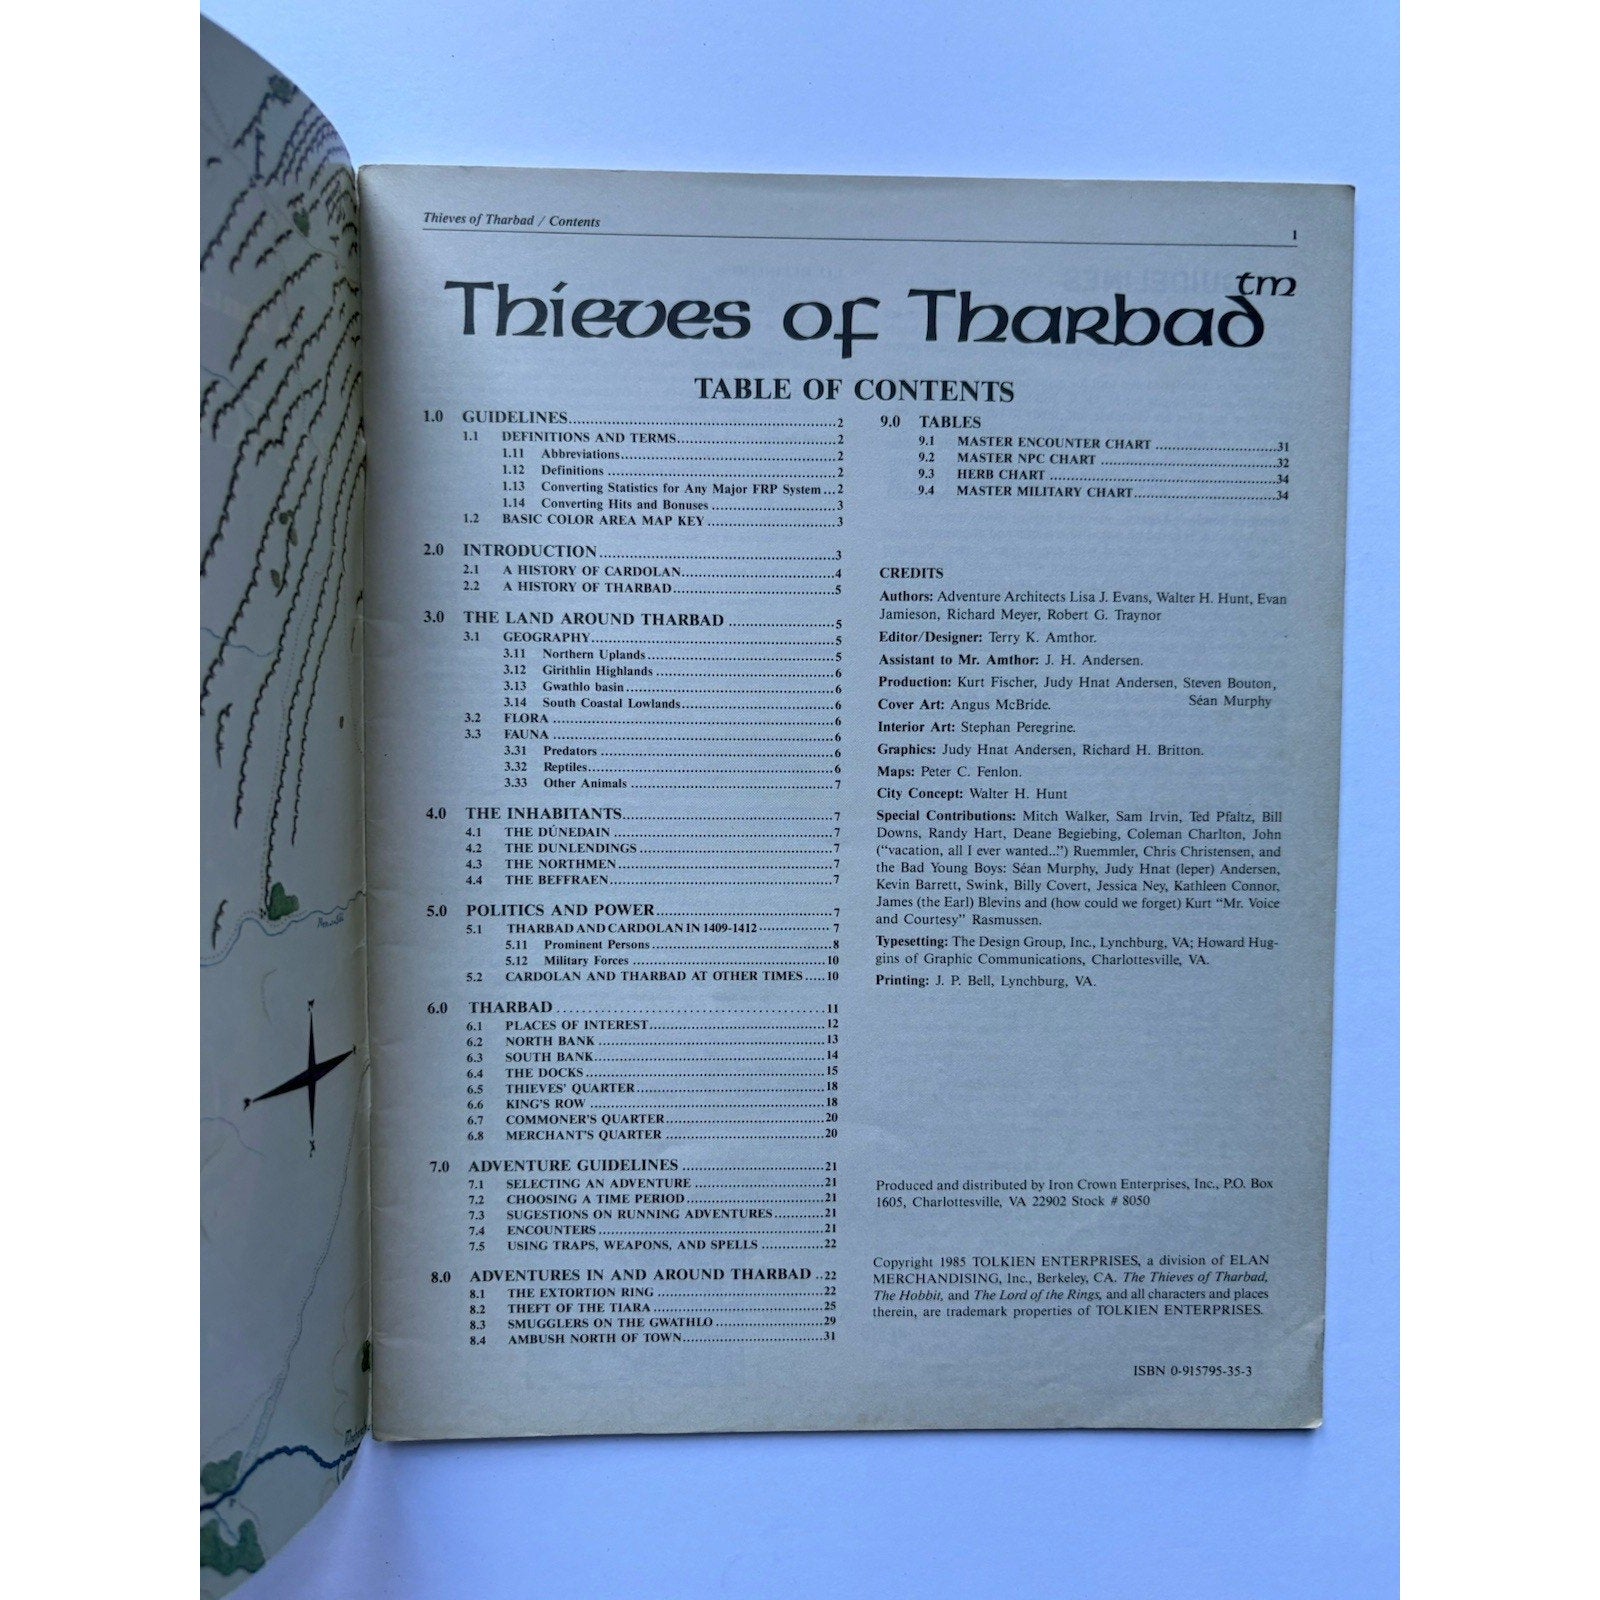 Thieves of Tharbad / Contents 1
Thieves of Tharbad tm
TABLE OF CONTENTS
1.0 GUIDELINES 2
1.1 DEFINITIONS AND TERMS 2
1.11 Abbreviations 2
1.12 Definitions 2
1.13 Converting Statistics for Any Major FRP System 2
1.14 Converting Hits and Bonuses 3
1.2 BASIC COLOR AREA MAP KEY 3
2.0 INTRODUCTION 3
2.1 A HISTORY OF CARDOLAN 4
2.2 A HISTORY OF THARBAD 5
3.0 THE LAND AROUND THARBAD 5
3.1 GEOGRAPHY 5
3.11 Northern Uplands 5
3.12 Girithlin Highlands 6
3.13 Gwathlo basin 6
3.14 South Coastal Lowlands 6
3.2 FLORA 6
3.3 FAUNA 6
3.31 Predators 6
3.32 Reptiles 6
3.33 Other Animals 7
4.0 THE INHABITANTS 7
4.1 THE DÚNEDAIN 7
4.2 THE DUNLENDINGS 7
4.3 THE NORTHMEN 7
4.4 THE BEFFRAEN 7
5.0 POLITICS AND POWER 7
5.1 THARBAD AND CARDOLAN IN 1409-1412 7
5.11 Prominent Persons 8
5.12 Military Forces 10
5.2 CARDOLAN AND THARBAD AT OTHER TIMES 10
6.0 THARBAD 11
6.1 PLACES OF INTEREST 12
6.2 NORTH BANK 13
6.3 SOUTH BANK 14
6.4 THE DOCKS 15
6.5 THIEVES' QUARTER 18
6.6 KING'S ROW 18
6.7 COMMONER'S QUARTER 20
6.8 MERCHANT'S QUARTER 20
7.0 ADVENTURE GUIDELINES 21
7.1 SELECTING AN ADVENTURE 21
7.2 CHOOSING A TIME PERIOD 21
7.3 SUGESTIONS ON RUNNING ADVENTURES 21
7.4 ENCOUNTERS 21
7.5 USING TRAPS, WEAPONS, AND SPELLS 22
8.0 ADVENTURES IN AND AROUND THARBAD 22
8.1 THE EXTORTION RING 22
8.2 THEFT OF THE TIARA 25
8.3 SMUGGLERS ON THE GWATHLO 29
8.4 AMBUSH NORTH OF TOWN 31
9.0 TABLES
9.1 MASTER ENCOUNTER CHART 31
9.2 MASTER NPC CHART 32
9.3 HERB CHART 34
9.4 MASTER MILITARY CHART 34
CREDITS
Authors: Adventure Architects Lisa J. Evans, Walter H. Hunt, Evan
Jamieson, Richard Meyer, Robert G. Traynor
Editor/Designer: Terry K. Amthor.
Assistant to Mr. Amthor: J. H. Andersen.
Production: Kurt Fischer, Judy Hnat Andersen, Steven Bouton,
Séan Murphy
Cover Art: Angus McBride.
Interior Art: Stephan Peregrine.
Graphics: Judy Hnat Andersen, Richard H. Britton.
Maps: Peter C. Fenlon.
City Concept: Walter H. Hunt
Special Contributions: Mitch Walker, Sam Irvin, Ted Pfaltz, Bill
Downs, Randy Hart, Deane Begiebing, Coleman Charlton, John
("vacation, all I ever wanted...") Ruemmler, Chris Christensen, and
the Bad Young Boys: Séan Murphy, Judy Hnat (leper) Andersen,
Kevin Barrett, Swink, Billy Covert, Jessica Ney, Kathleen Connor,
James (the Earl) Blevins and (how could we forget) Kurt "Mr. Voice
and Courtesy" Rasmussen.
Typesetting: The Design Group, Inc., Lynchburg, VA; Howard Hug-
gins of Graphic Communications, Charlottesville, VA.
Printing: J. P. Bell, Lynchburg, VA.
Produced and distributed by Iron Crown Enterprises, Inc., P.O. Box
1605, Charlottesville, VA 22902 Stock # 8050
Copyright 1985 TOLKIEN ENTERPRISES, a division of ELAN
MERCHANDISING, Inc., Berkeley, CA. The Thieves of Tharbad,
The Hobbit, and The Lord of the Rings, and all characters and places
therein, are trademark properties of TOLKIEN ENTERPRISES.
ISBN 0-915795-35-3